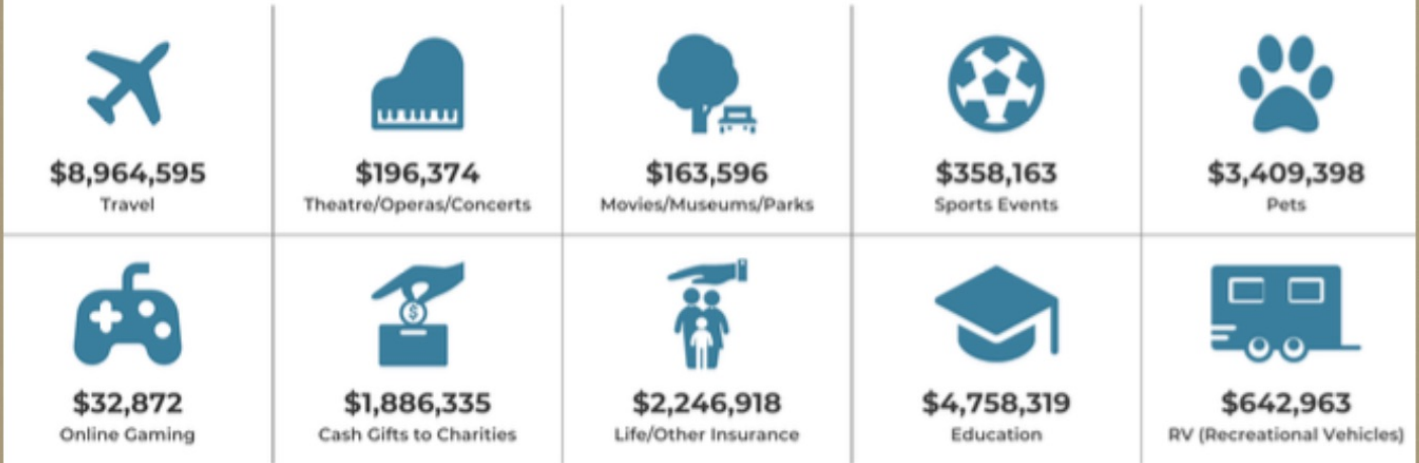 $8,964,595
Travel
$196,374
Theatre/Operas/Concerts
$163,596
Movies/Museums/Parks
$358,163
Sports Events
$3,409,398
Pets
$32,872
Online Gaming
$
$1,886,335
Cash Gifts to Charities
$2,246,918
Life/Other Insurance
$4,758,319
Education
$642,963
RV (Recreational Vehicles)